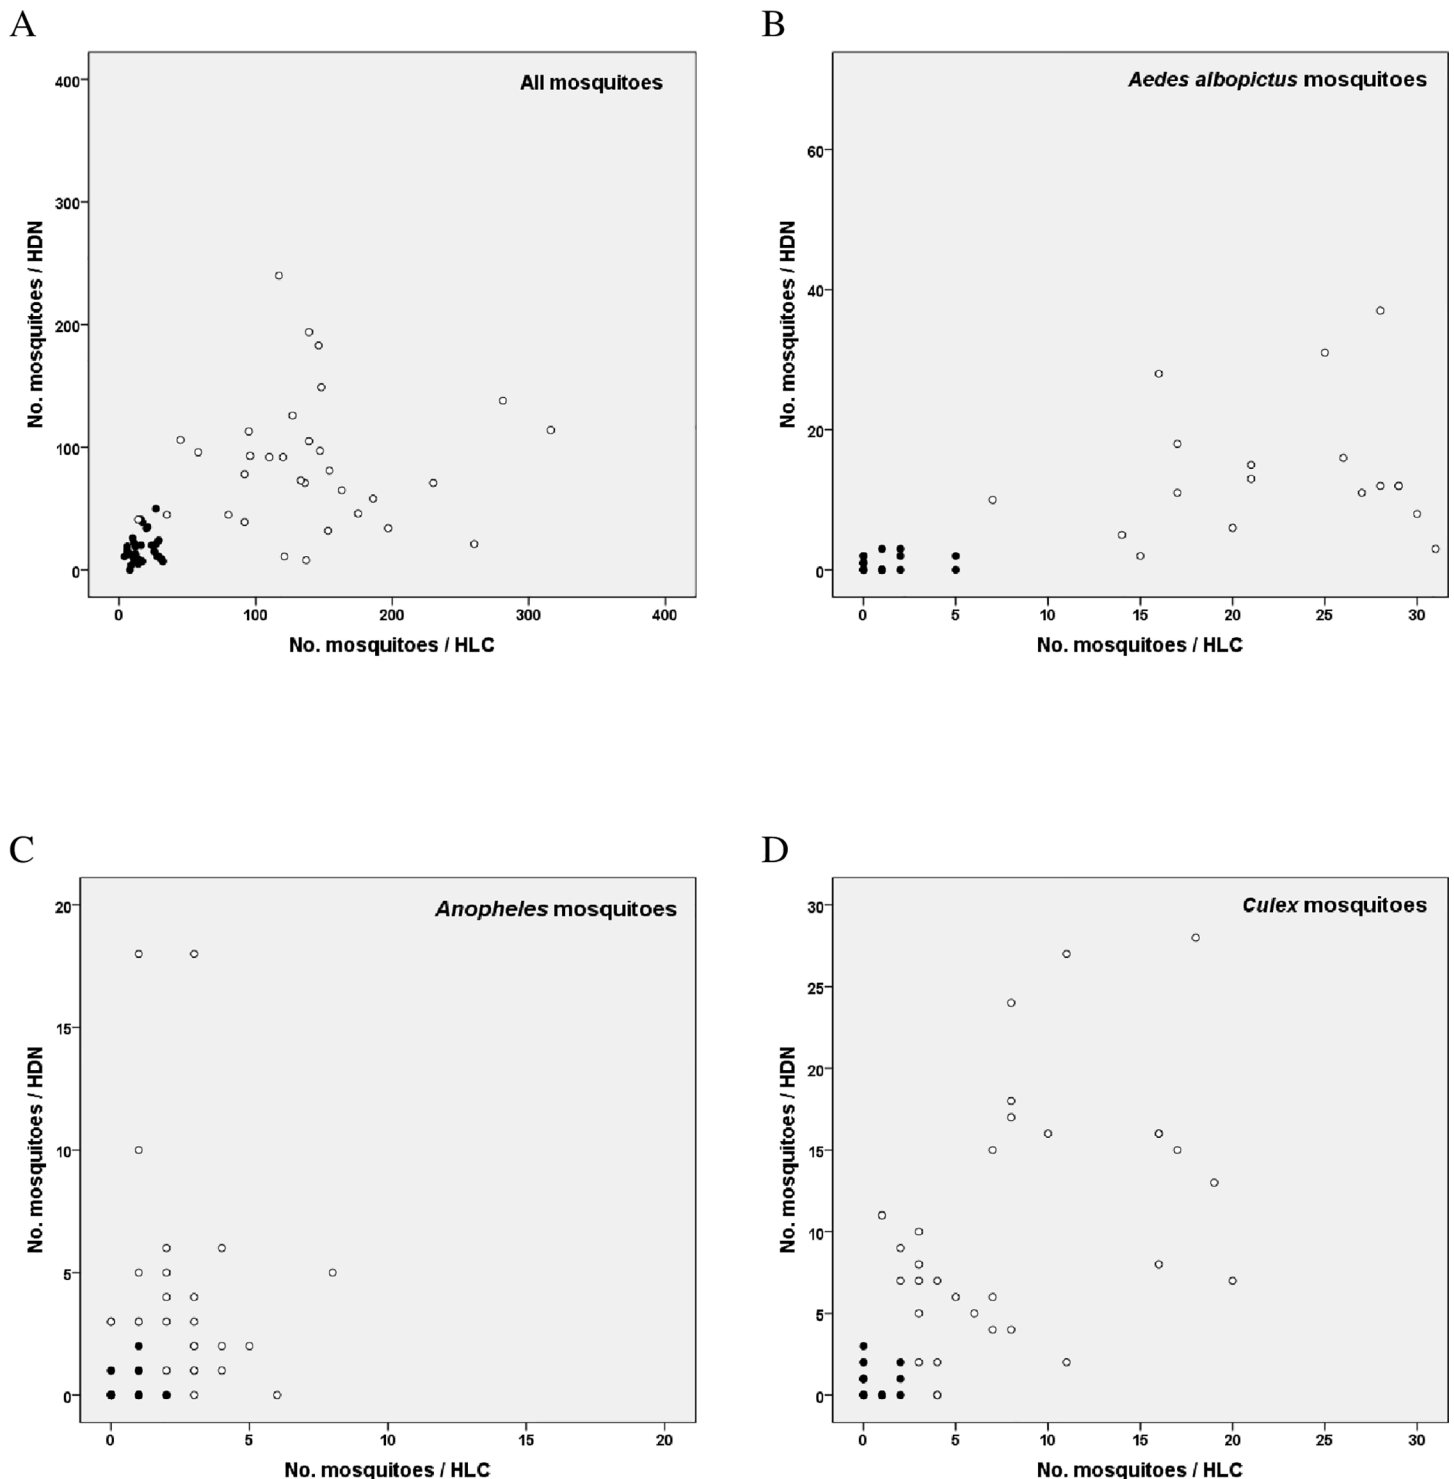 A
All mosquitoes
400
300
200
100
0
No. mosquitoes / HDN
0 100 200 300 400
No. mosquitoes / HLC
B
Aedes albopictus mosquitoes
60
40
20
0
No. mosquitoes / HDN
0 5 10 15 20 25 30
No. mosquitoes / HLC
C
Anopheles mosquitoes
20
15
10
5
0
No. mosquitoes / HDN
0 5 10 15 20
No. mosquitoes / HLC
D
Culex mosquitoes
30
25
20
15
10
5
0
No. mosquitoes / HDN
0 5 10 15 20 25 30
No. mosquitoes / HLC